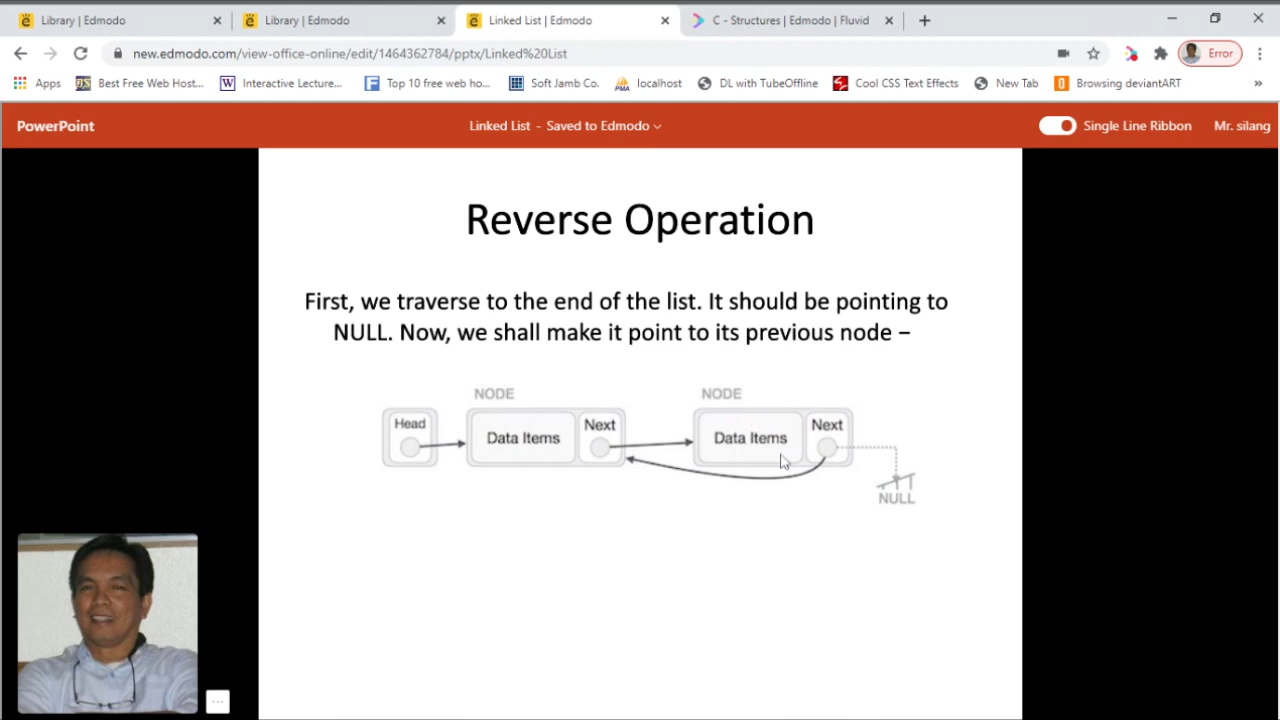 Library | Edmodo
Library | Edmodo
Linked List | Edmodo
C - Structures | Edmodo | Fluvid
new.edmodo.com/view-office-online/edit/1464362784/pptx/Linked%20List
Error
Apps
Best Free Web Host...
Interactive Lecture...
Top 10 free web ho...
Soft Jamb Co.
PMA
localhost
DL with TubeOffline
Cool CSS Text Effects
New Tab
Browsing deviantART
»
PowerPoint
Linked List - Saved to Edmodo
Single Line Ribbon
Mr. silang
Reverse Operation
First, we traverse to the end of the list. It should be pointing to
NULL. Now, we shall make it point to its previous node −
NODE
NODE
Head
Data Items
Next
Data Items
Next
NULL
...